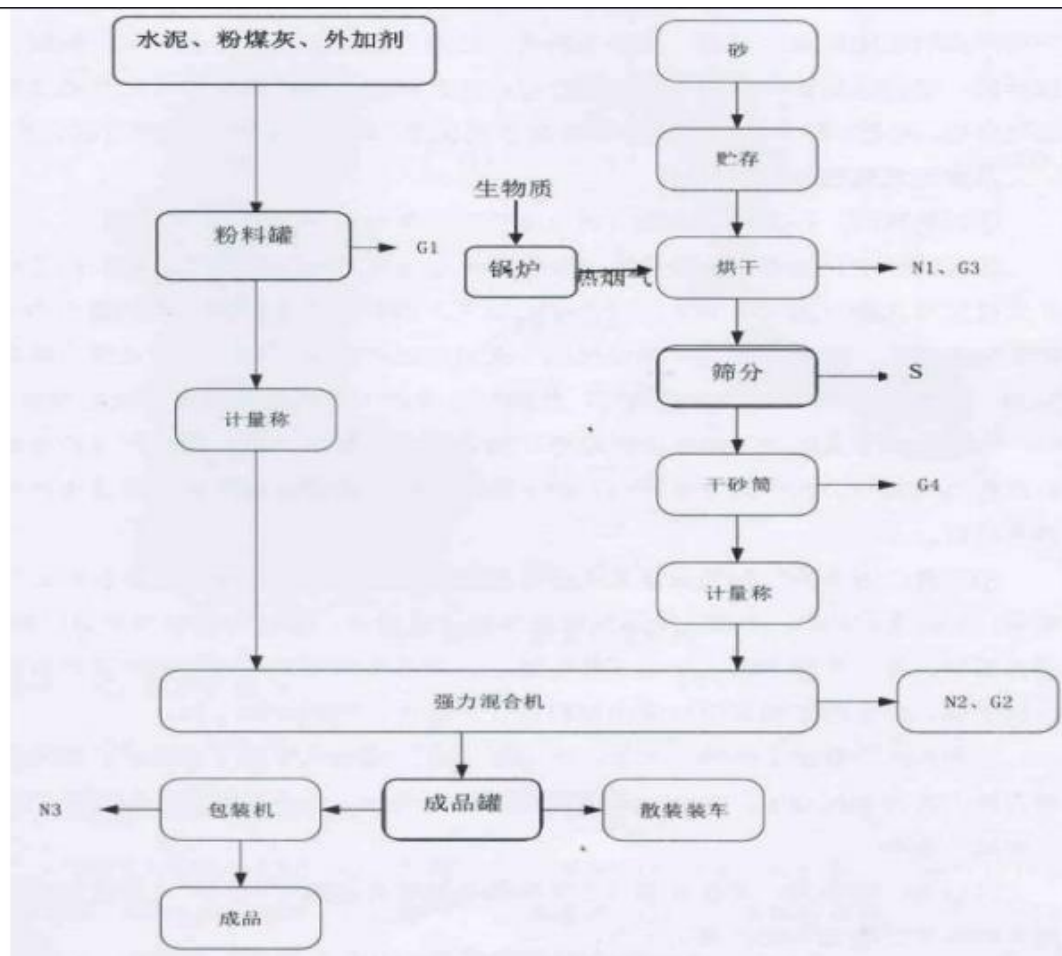 水泥、粉煤灰、外加剂
砂
贮存
生物质
粉料罐
G1
锅炉
热烟气
烘干
N1、G3
筛分
S
计量称
干砂筒
G4
计量称
强力混合机
N2、G2
N3
包装机
成品罐
散装装车
成品